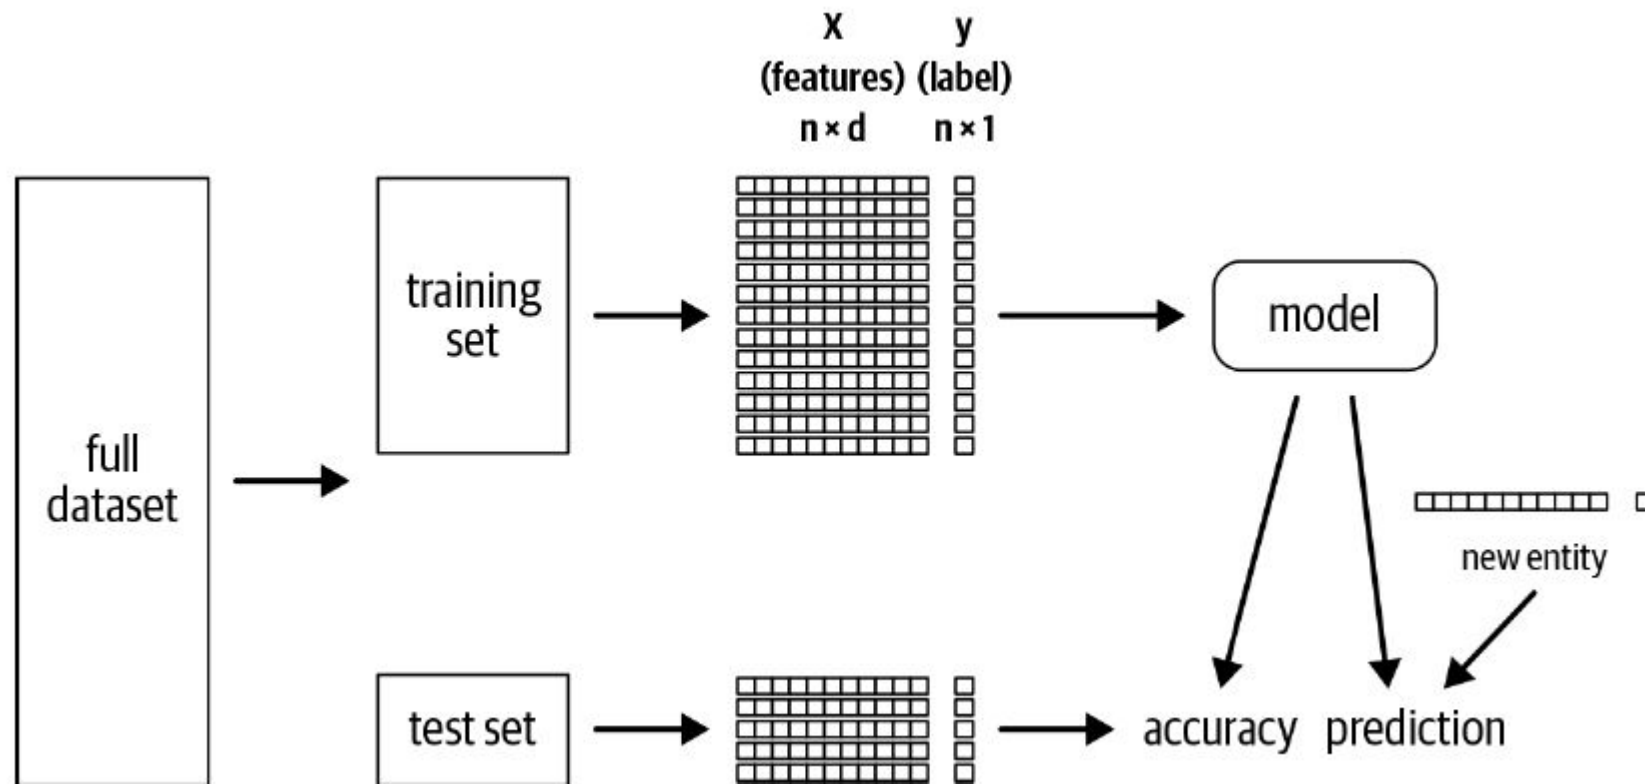 X y
(features) (label)
n × d n × 1
training
set
model
full
dataset
new entity
test set
accuracy prediction